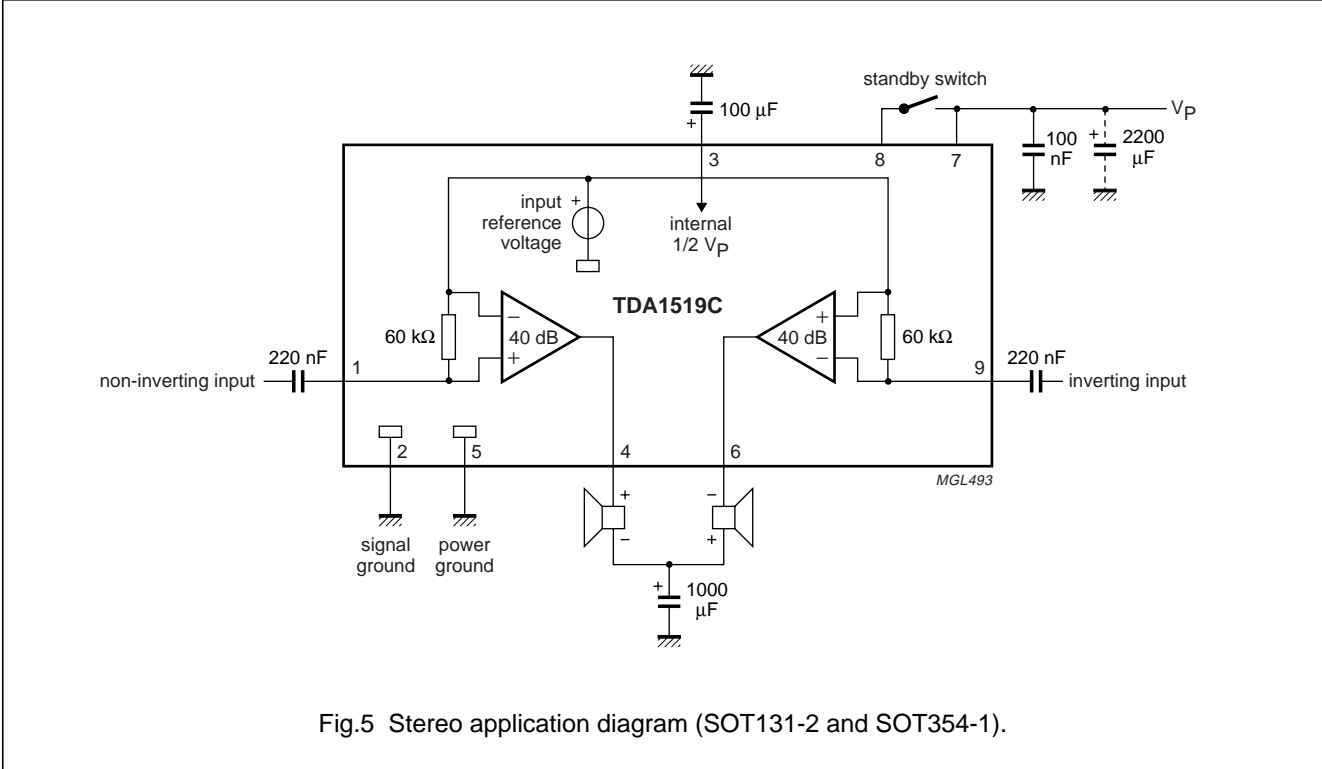 standby switch
100 μF
+
VP
3
8
7
100 nF
+
2200 μF
input reference voltage
+
internal 1/2 VP
TDA1519C
60 kΩ
−
+
40 dB
40 dB
+
−
60 kΩ
220 nF
1
non-inverting input
9
220 nF
inverting input
2
5
4
6
MGL493
signal ground
power ground
+
−
−
+
+
1000 μF
Fig.5 Stereo application diagram (SOT131-2 and SOT354-1).